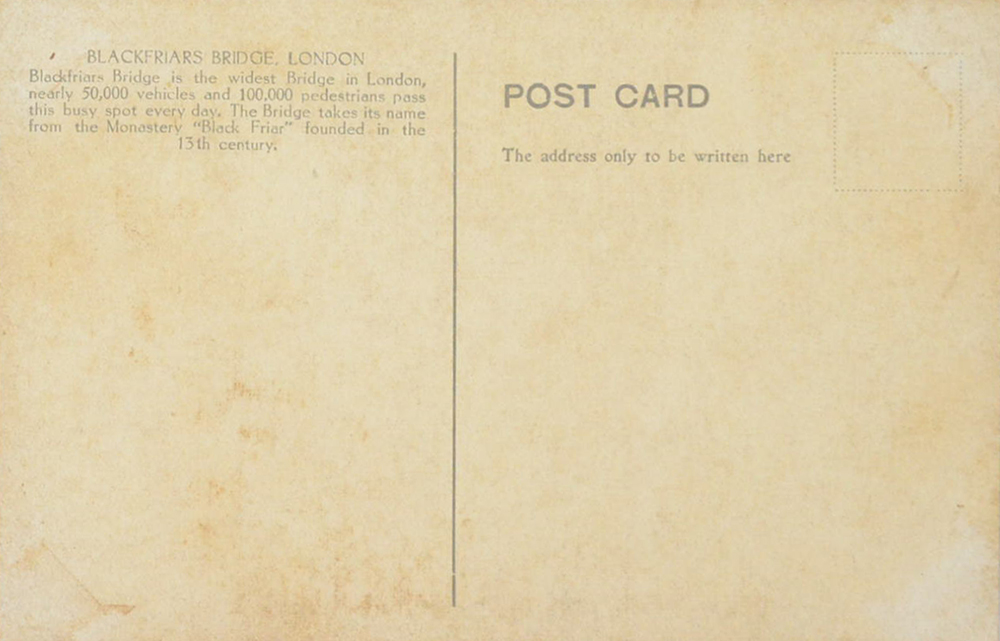 BLACKFRIARS BRIDGE, LONDON
Blackfriars Bridge is the widest Bridge in London,
nearly 50,000 vehicles and 100,000 pedestrians pass
this busy spot every day. The Bridge takes its name
from the Monastery "Black Friar" founded in the
13th century.
POST CARD
The address only to be written here